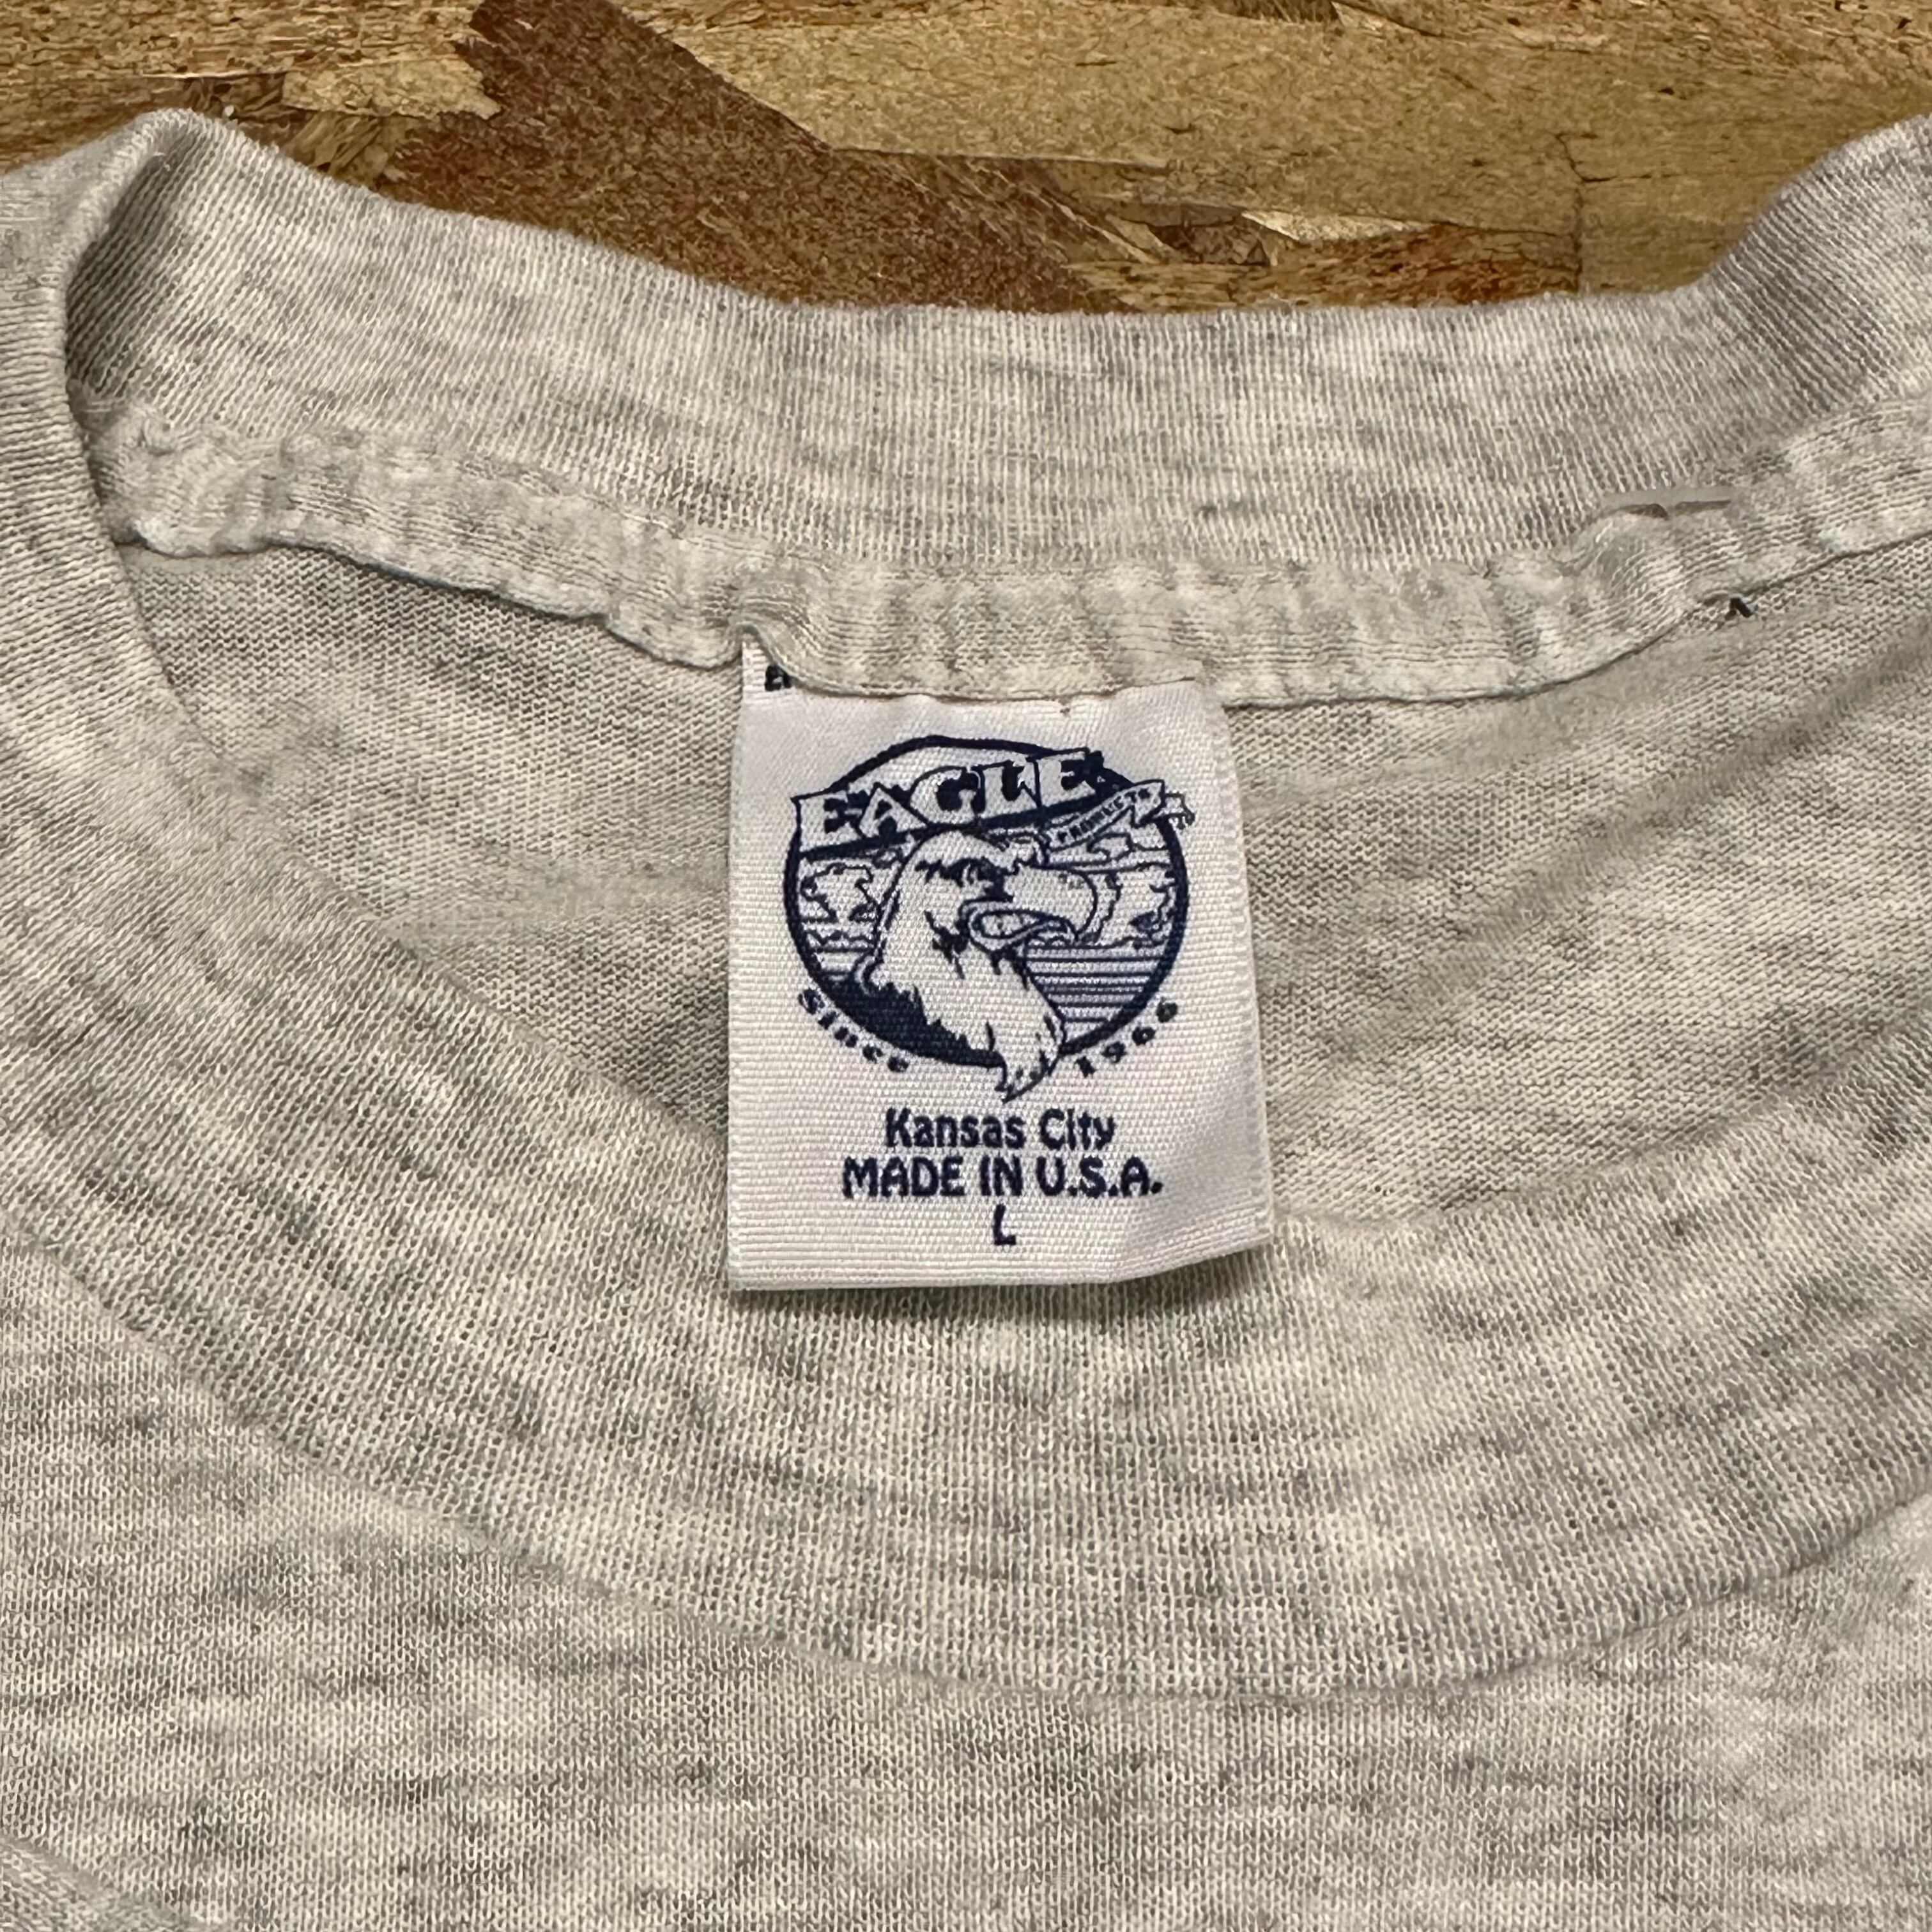 EAGLE
PRODUCTS
Since 1966
Kansas City
MADE IN U.S.A.
L